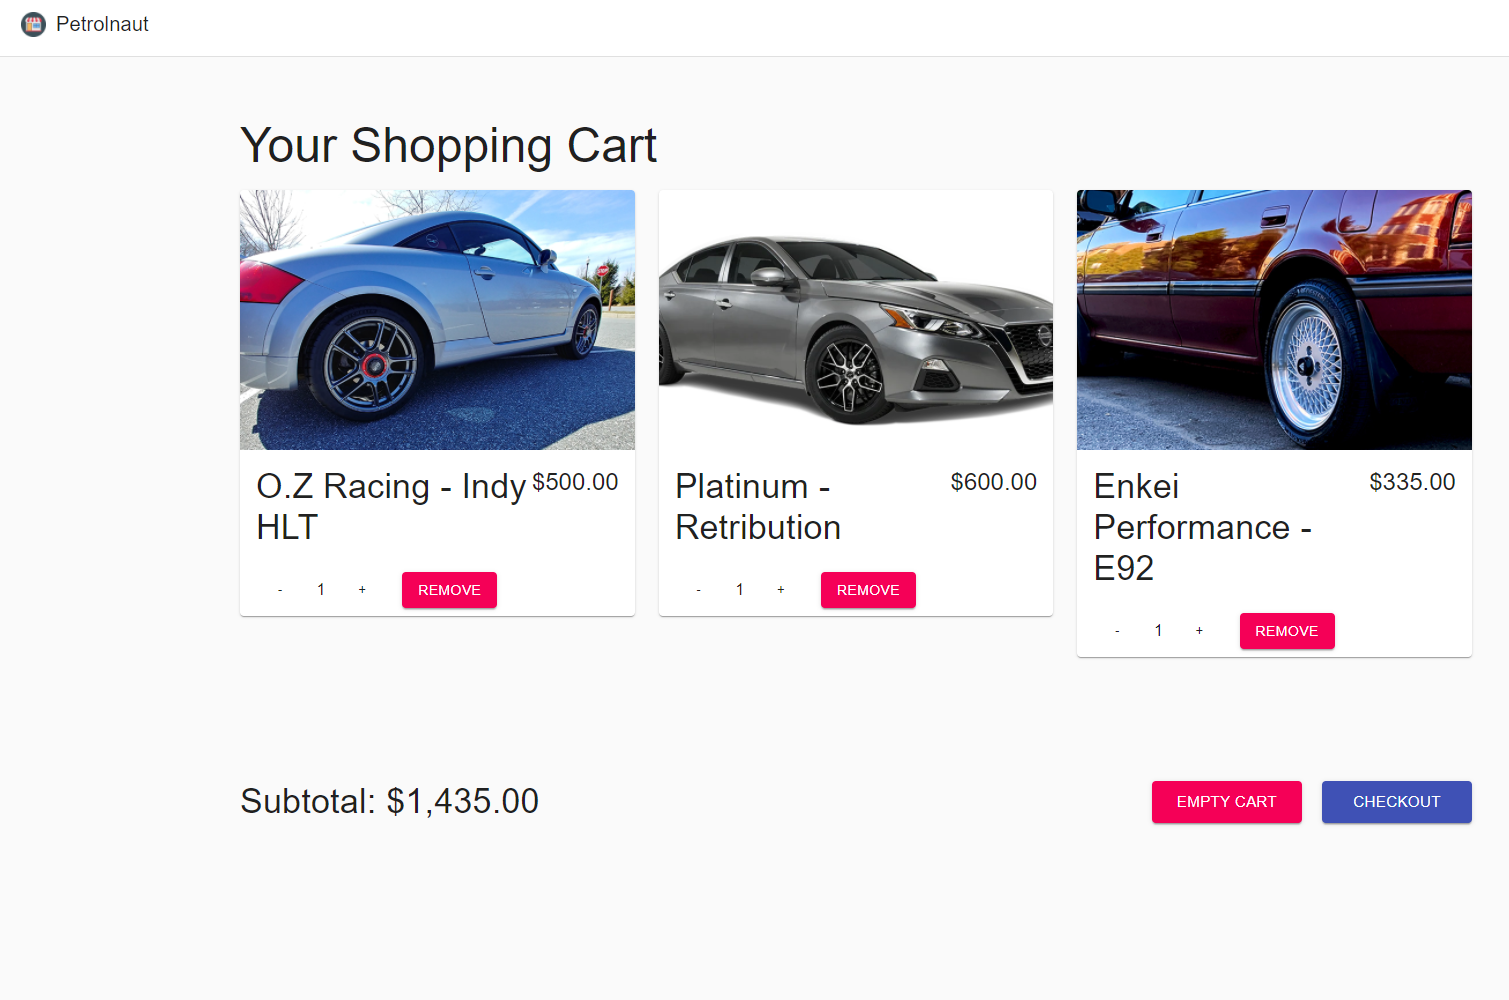 Petrolnaut
Your Shopping Cart
O.Z Racing - Indy
HLT
$500.00
- 1 +
REMOVE
Platinum -
Retribution
$600.00
- 1 +
REMOVE
Enkei
Performance -
E92
$335.00
- 1 +
REMOVE
Subtotal: $1,435.00
EMPTY CART
CHECKOUT